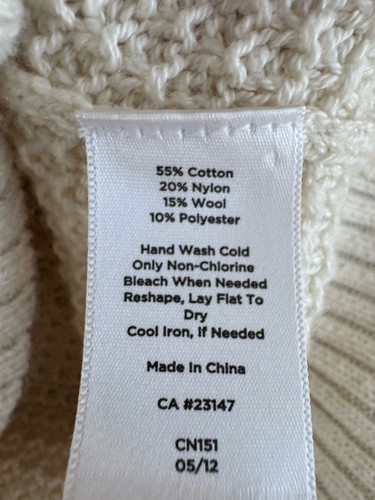 55% Cotton
20% Nylon
15% Wool
10% Polyester
Hand Wash Cold
Only Non-Chlorine
Bleach When Needed
Reshape, Lay Flat To
Dry
Cool Iron, If Needed
Made In China
CA #23147
CN151
05/12